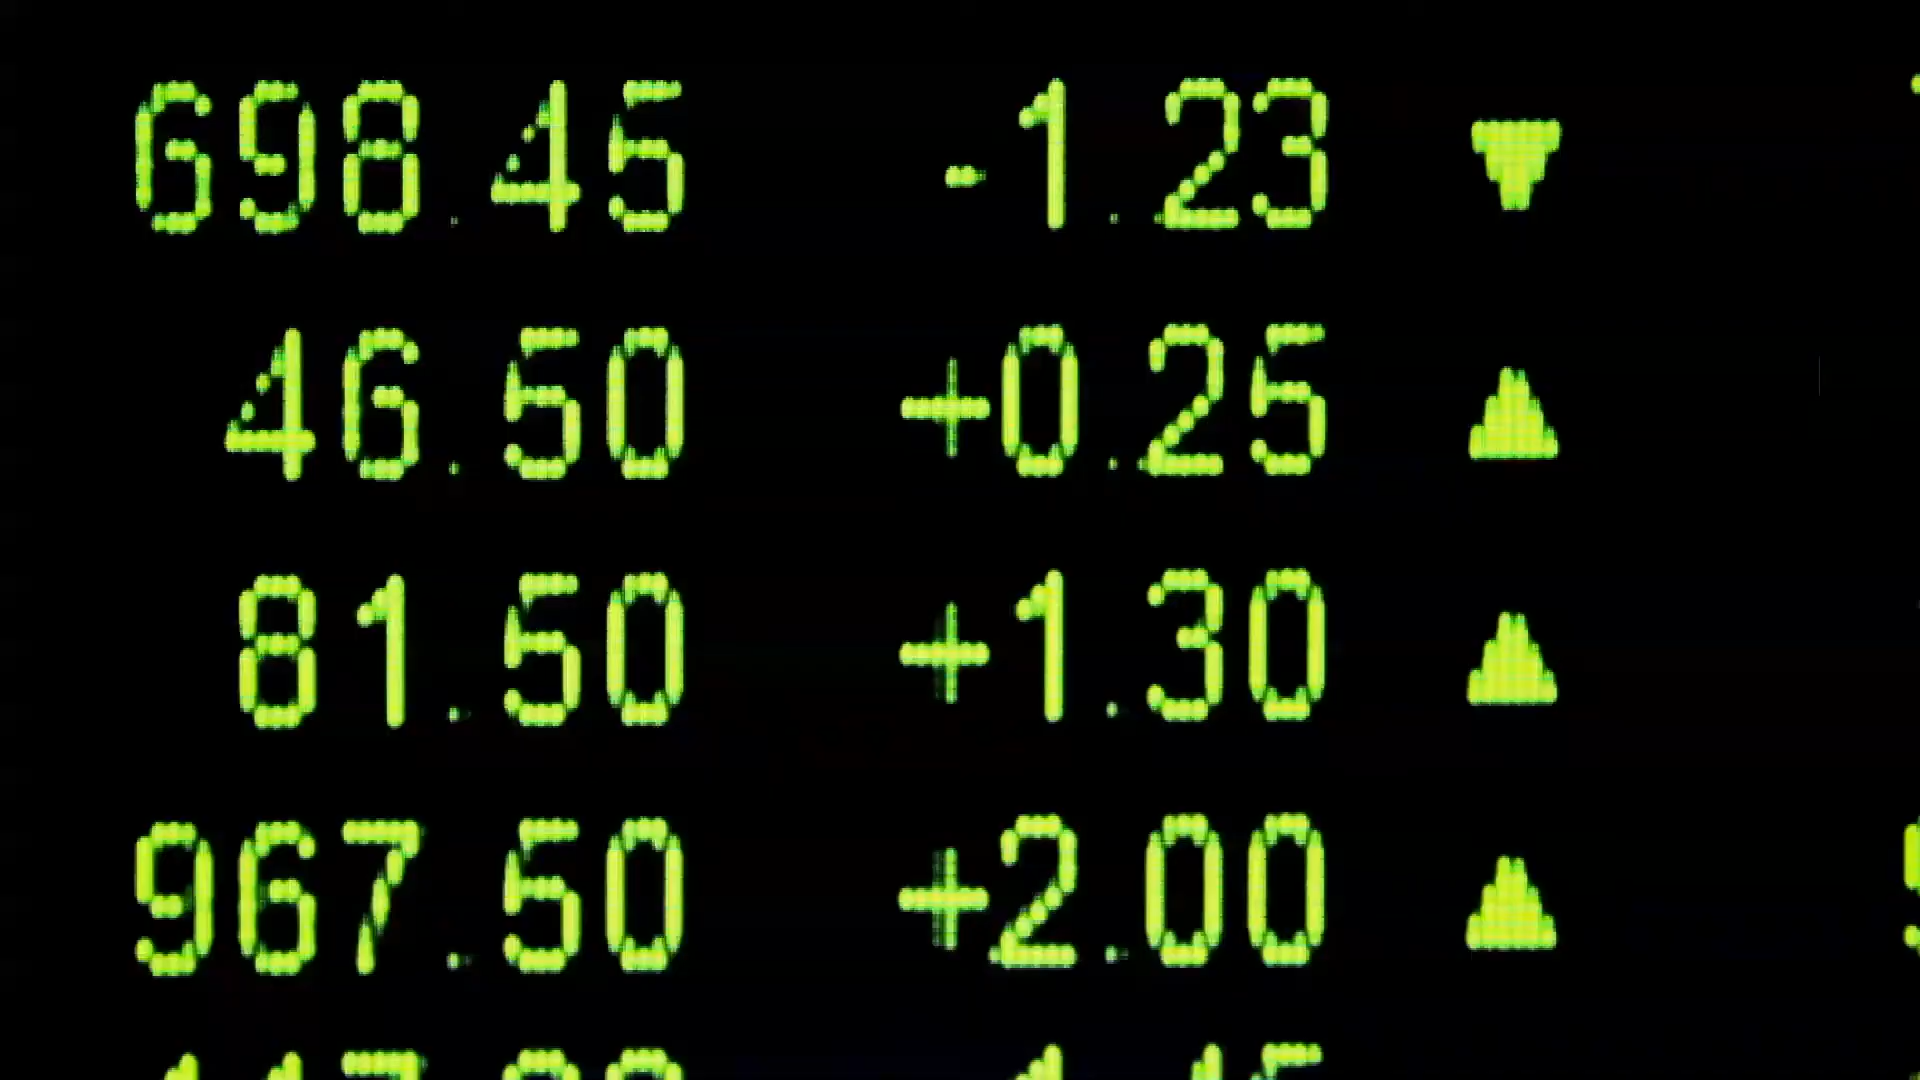 698.45 -1.23 ▼
46.50 +0.25 ▲
81.50 +1.30 ▲
967.50 +2.00 ▲